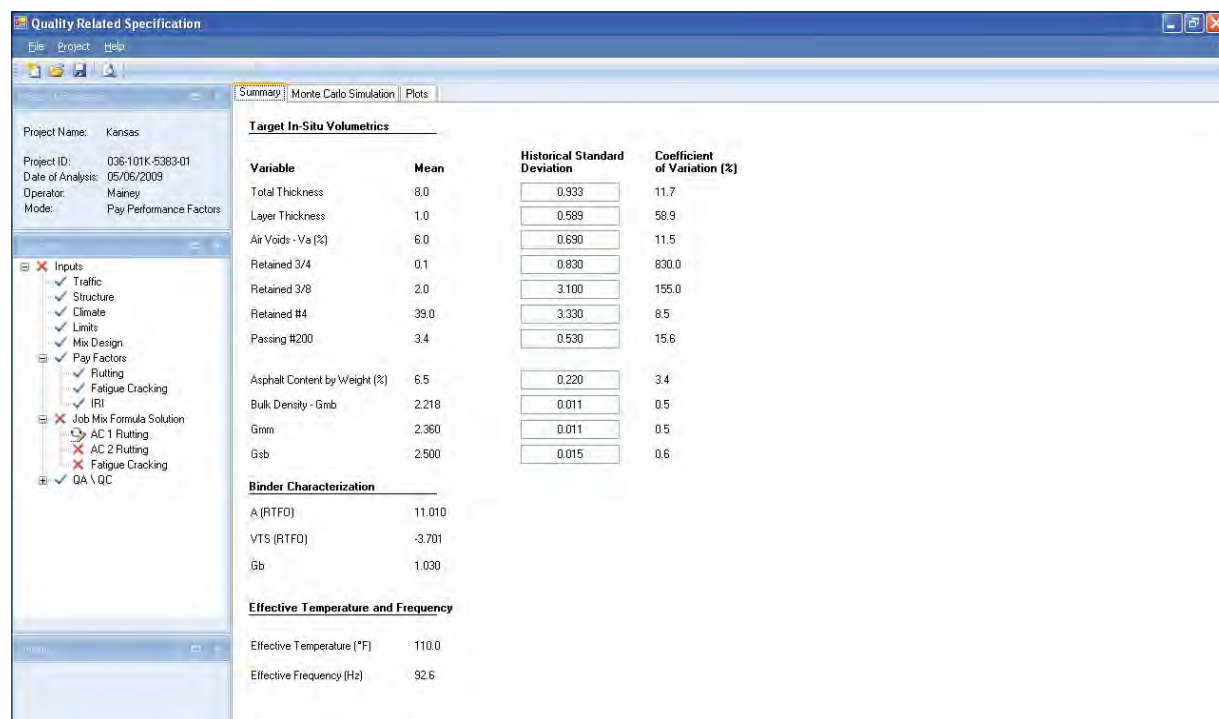 Quality Related Specification
File Project Help
Summary Monte Carlo Simulation Plots
Project Name: Kansas
Project ID: 036-101K-5383-01
Date of Analysis: 05/06/2009
Operator: Mainey
Mode: Pay Performance Factors
Inputs
Traffic
Structure
Climate
Limits
Mix Design
Pay Factors
Rutting
Fatigue Cracking
IRI
Job Mix Formula Solution
AC 1 Rutting
AC 2 Rutting
Fatigue Cracking
QA \ QC
Target In-Situ Volumetrics
Variable Mean Historical Standard Deviation Coefficient of Variation (%)
Total Thickness 8.0 0.933 11.7
Layer Thickness 1.0 0.589 58.9
Air Voids - Va (%) 6.0 0.690 11.5
Retained 3/4 0.1 0.830 830.0
Retained 3/8 2.0 3.100 155.0
Retained #4 39.0 3.330 8.5
Passing #200 3.4 0.530 15.6
Asphalt Content by Weight (%) 6.5 0.220 3.4
Bulk Density - Gmb 2.218 0.011 0.5
Gmm 2.360 0.011 0.5
Gsb 2.500 0.015 0.6
Binder Characterization
A (RTFO) 11.010
VTS (RTFO) -3.701
Gb 1.030
Effective Temperature and Frequency
Effective Temperature (°F) 110.0
Effective Frequency (Hz) 92.6